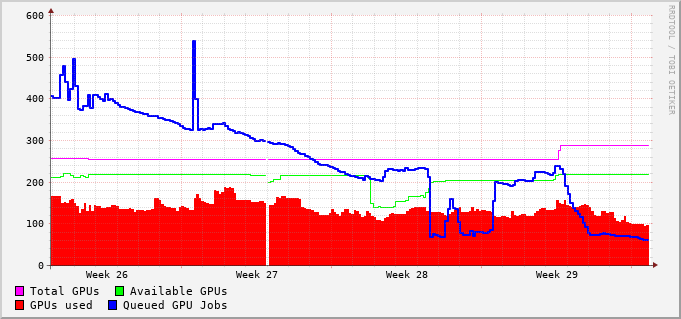 600
500
400
300
200
100
0
Week 26 Week 27 Week 28 Week 29
Total GPUs Available GPUs
GPUs used Queued GPU Jobs
RRDTOOL / TOBI OETIKER